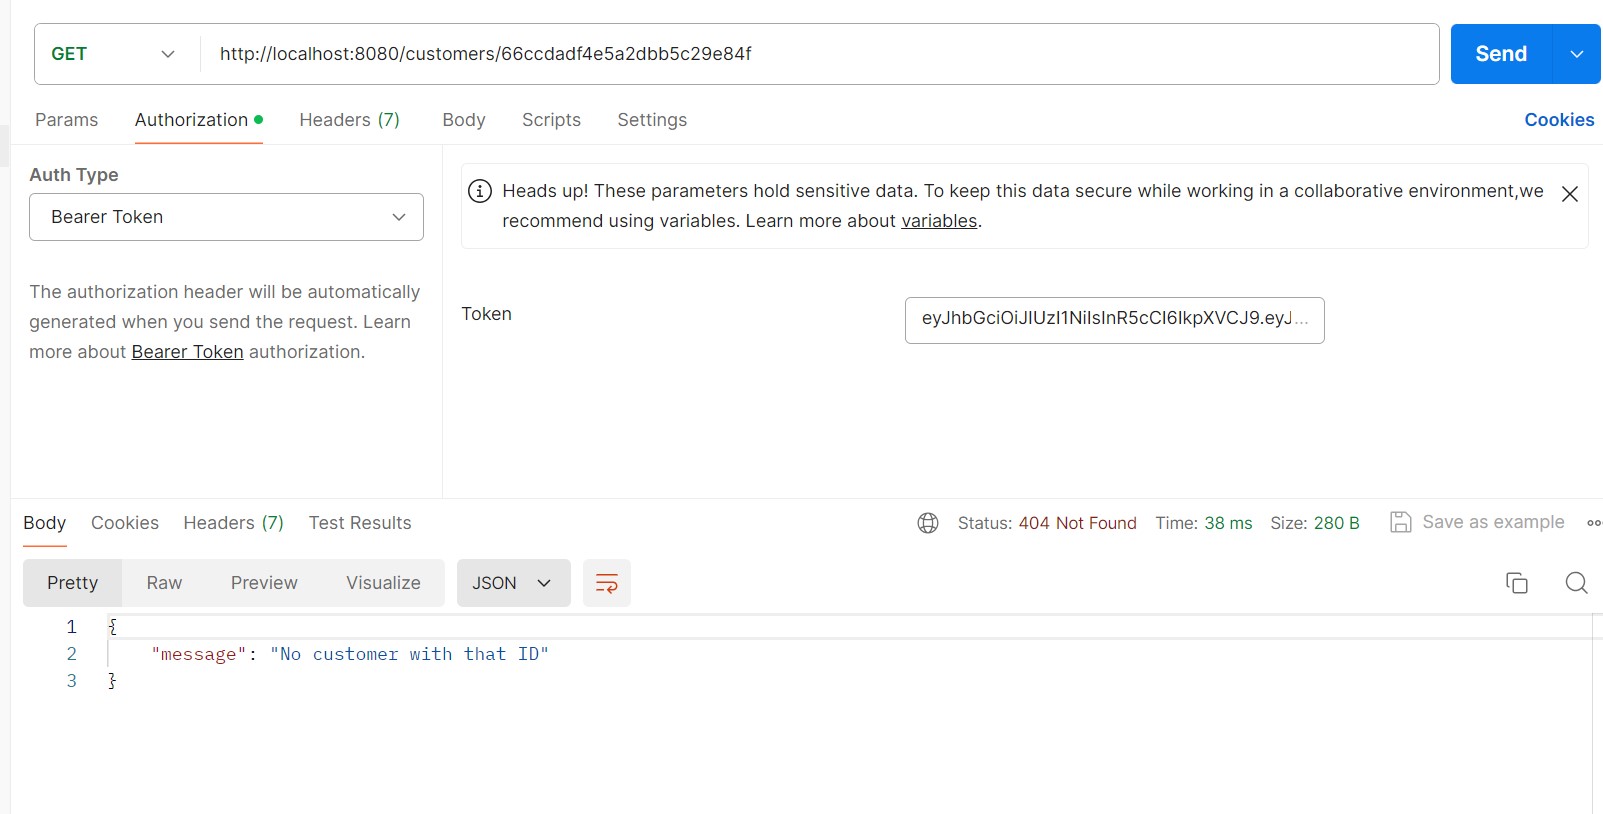 GET http://localhost:8080/customers/66ccdadf4e5a2dbb5c29e84f Send
Params Authorization Headers (7) Body Scripts Settings Cookies
Auth Type
Bearer Token
The authorization header will be automatically
generated when you send the request. Learn
more about Bearer Token authorization.
Heads up! These parameters hold sensitive data. To keep this data secure while working in a collaborative environment,we
recommend using variables. Learn more about variables.
Token eyJhbGciOiJIUzI1NiIsInR5cCI6IkpXVCJ9.eyJ...
Body Cookies Headers (7) Test Results Status: 404 Not Found Time: 38 ms Size: 280 B Save as example
Pretty Raw Preview Visualize JSON
1 {
2 "message": "No customer with that ID"
3 }